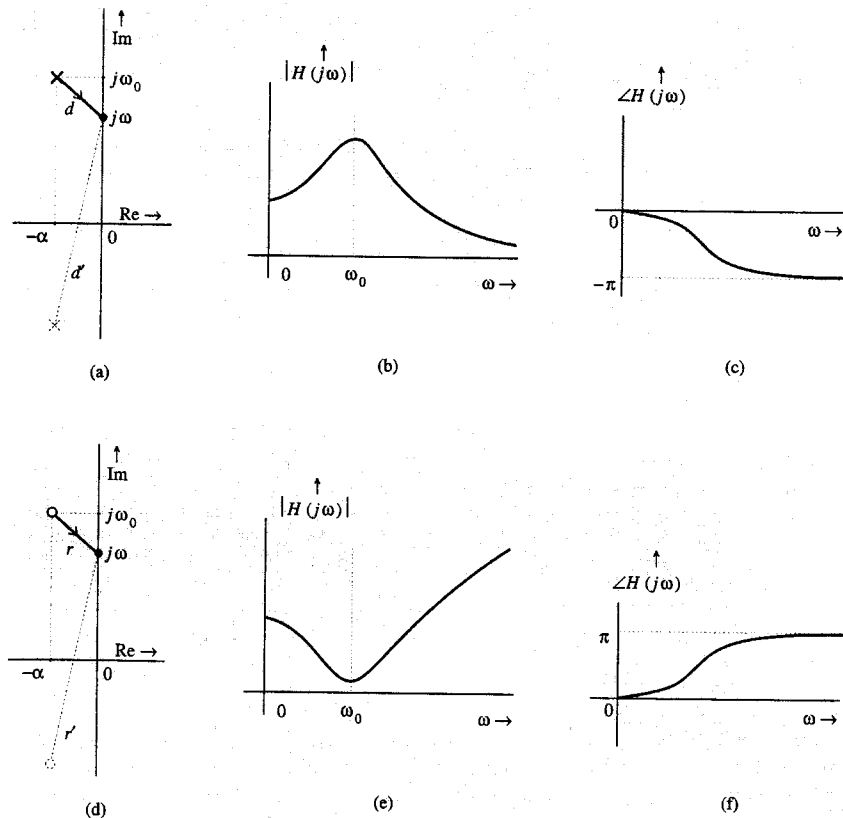 Im
jω₀
d
jω
Re →
−α
0
d′
(a)
|H(jω)|
0
ω₀
ω→
(b)
∠H(jω)
0
ω→
−π
(c)
Im
jω₀
r
jω
Re →
−α
0
r′
(d)
|H(jω)|
0
ω₀
ω→
(e)
∠H(jω)
π
0
ω→
(f)